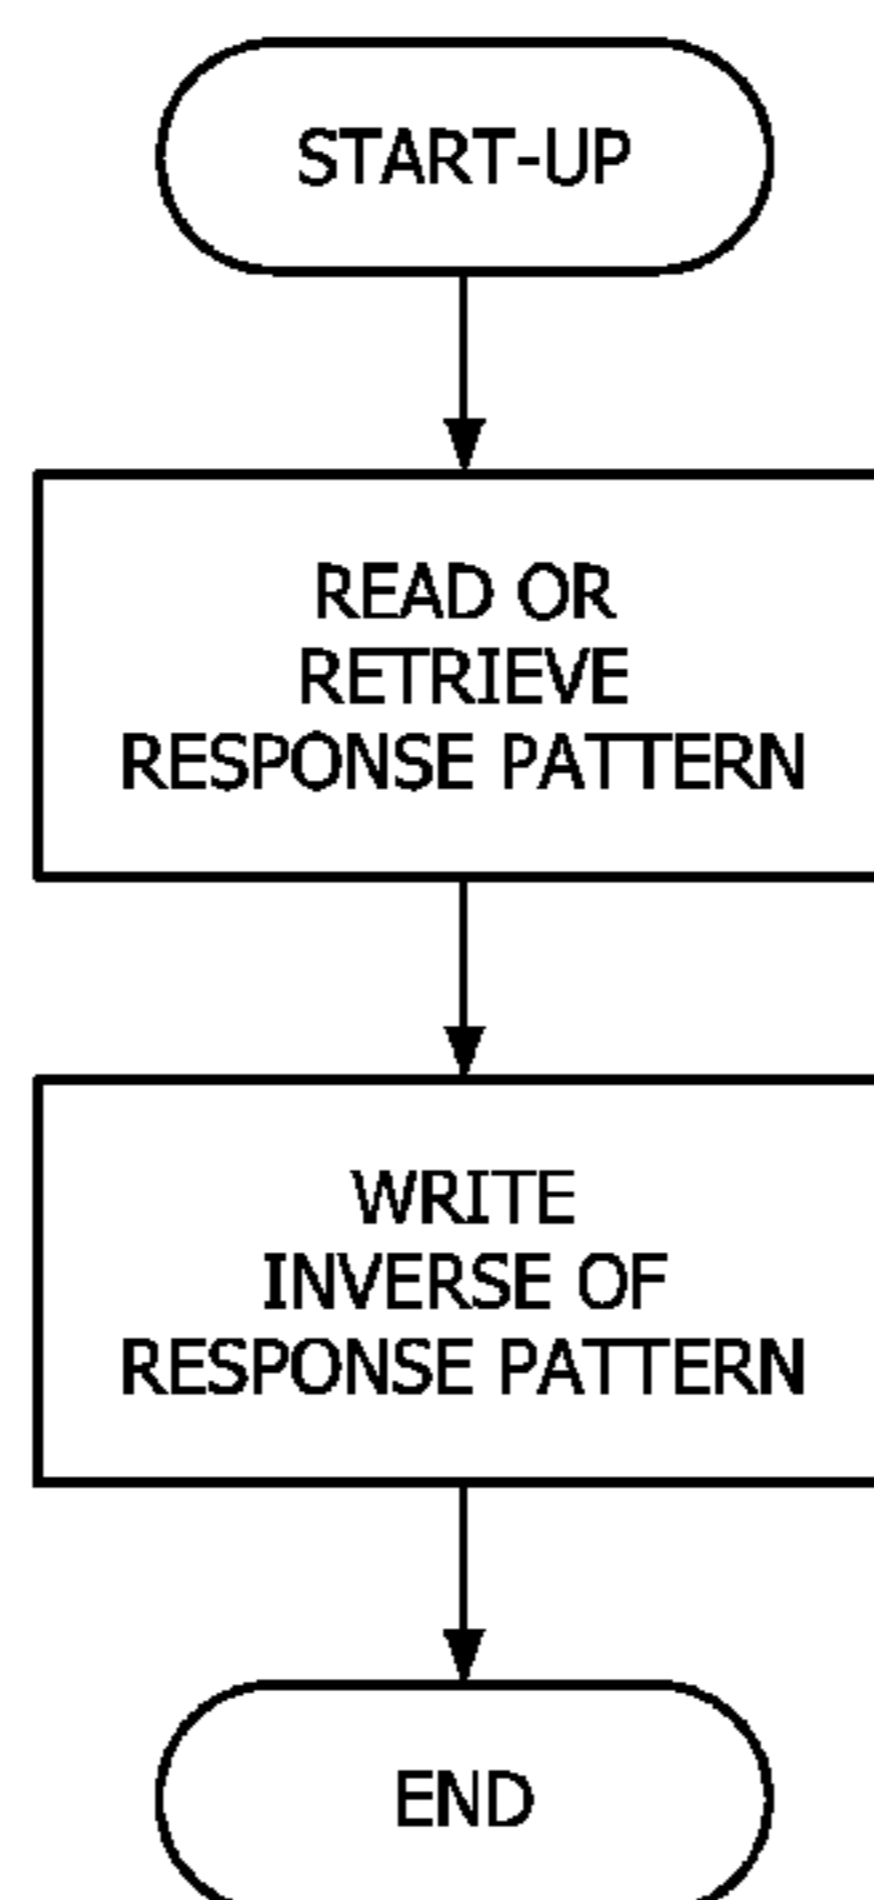 START-UP
READ OR
RETRIEVE
RESPONSE PATTERN
WRITE
INVERSE OF
RESPONSE PATTERN
END